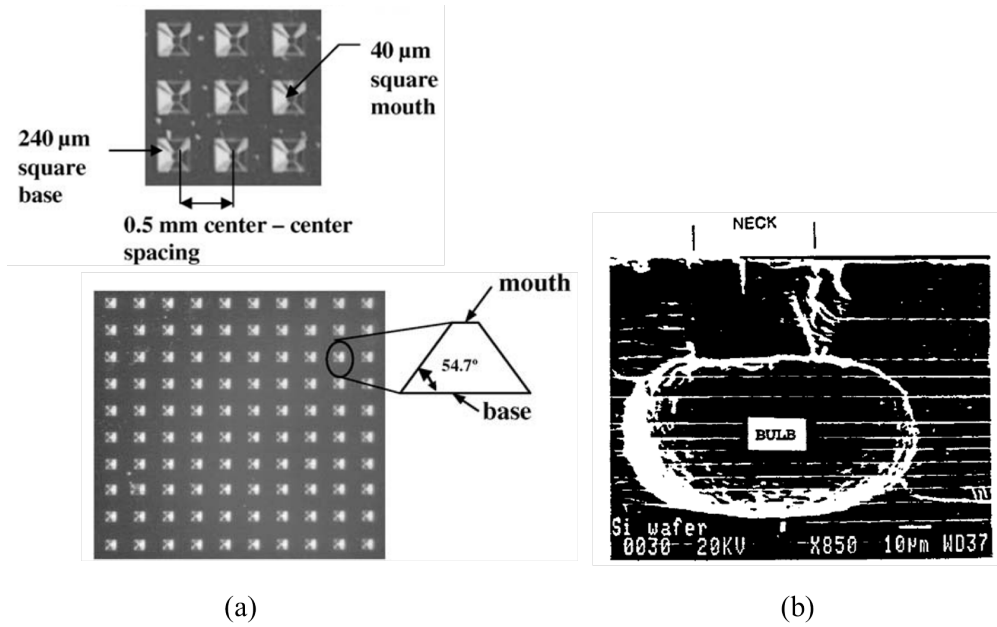 40 µm
square
mouth
240 µm
square
base
0.5 mm center – center
spacing
mouth
54.7º
base
NECK
BULB
Si wafer
0030 20KV X850 10µm WD37
(a)
(b)